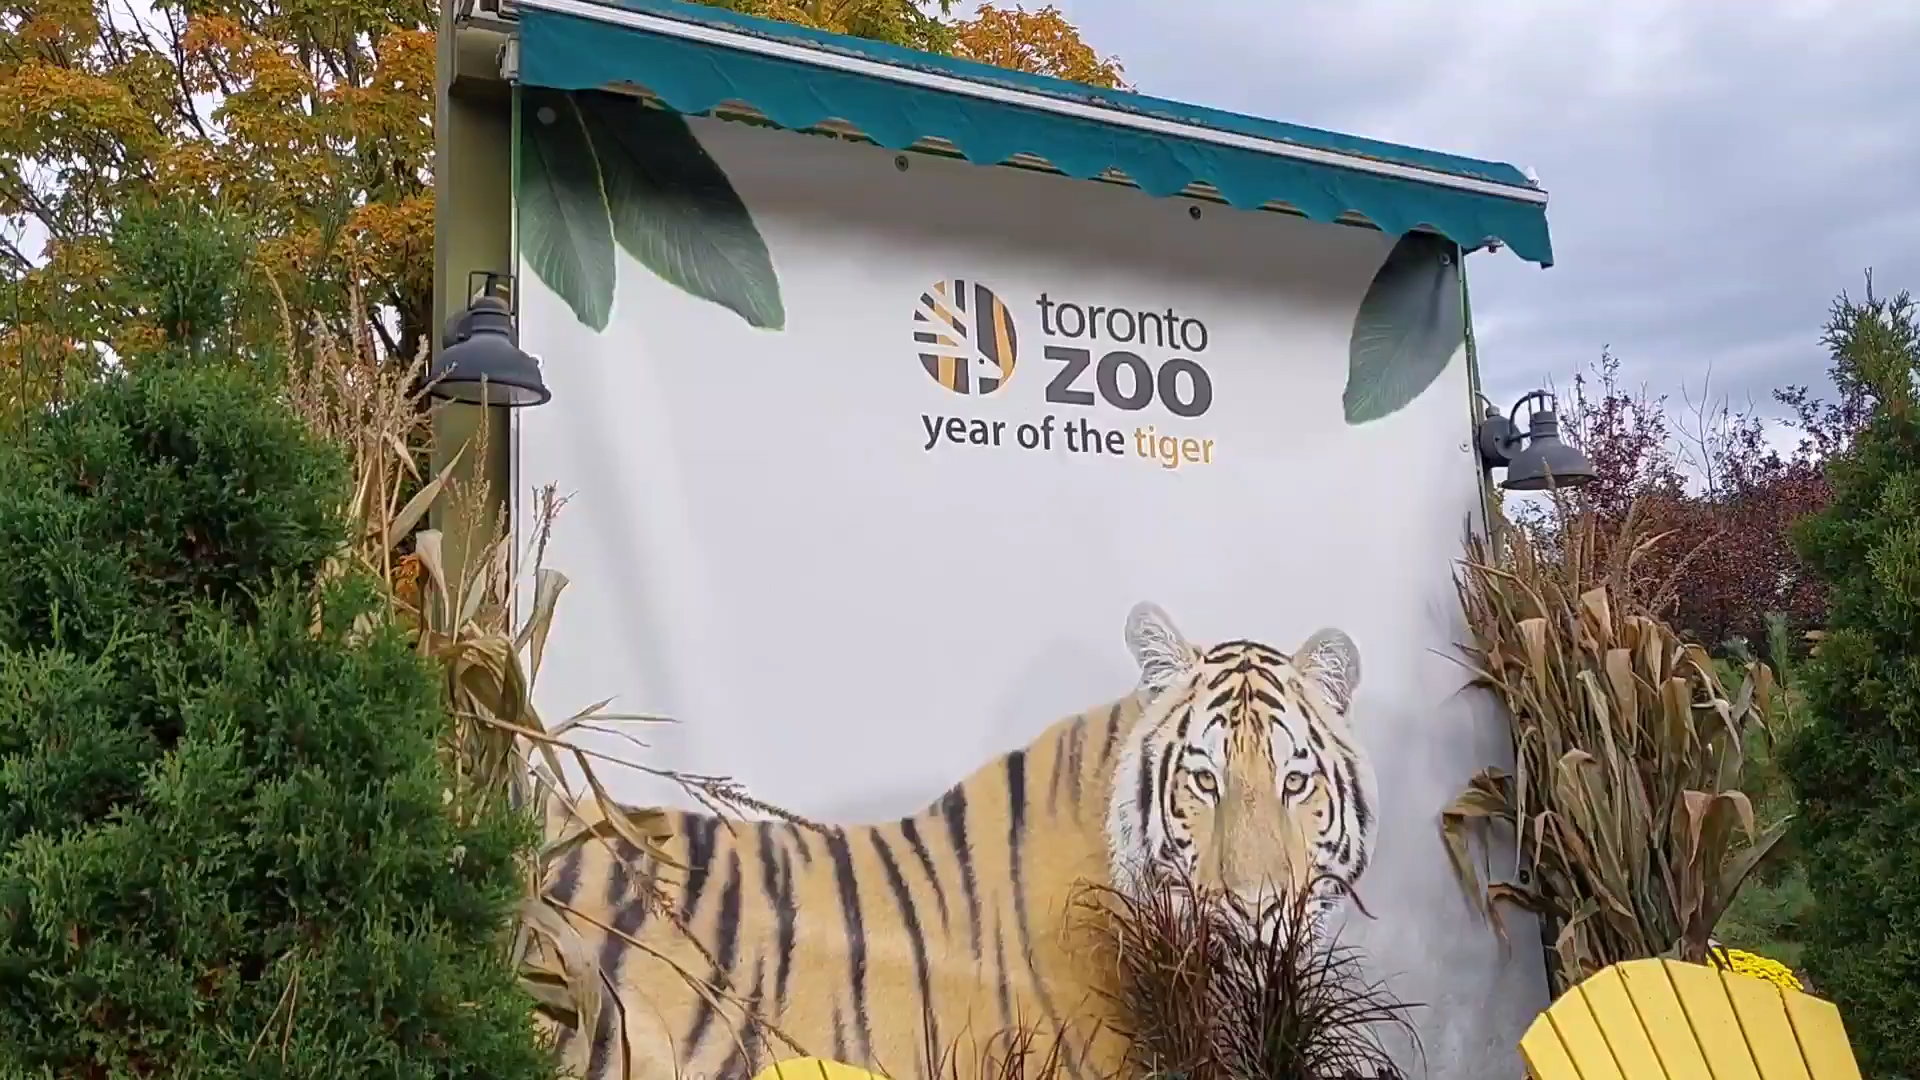 toronto
zoo
year of the tiger